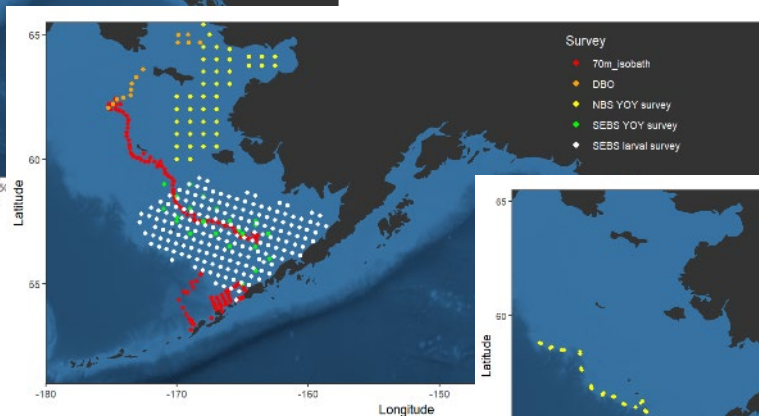 65
60
55
Latitude
Survey
70m_isobath
DBO
NBS YOY survey
SEBS YOY survey
SEBS larval survey
-180
-170
-160
-150
Longitude
65
60
Latitude